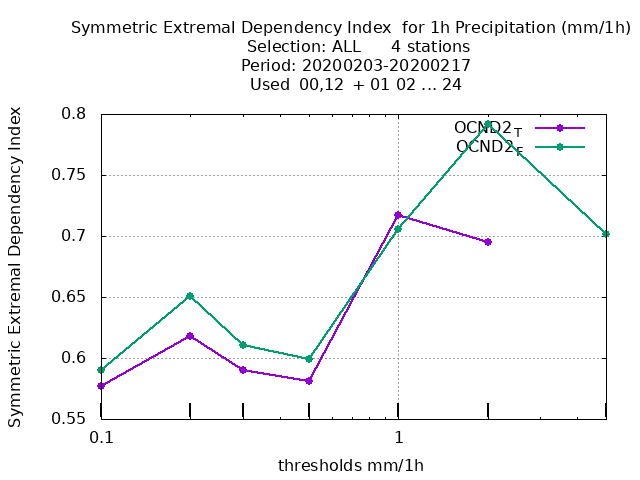 Symmetric Extremal Dependency Index for 1h Precipitation (mm/1h)
Selection: ALL 4 stations
Period: 20200203-20200217
Used 00,12 + 01 02 ... 24
Symmetric Extremal Dependency Index
0.8
0.75
0.7
0.65
0.6
0.55
OCND2T
OCND2F
0.1
1
thresholds mm/1h